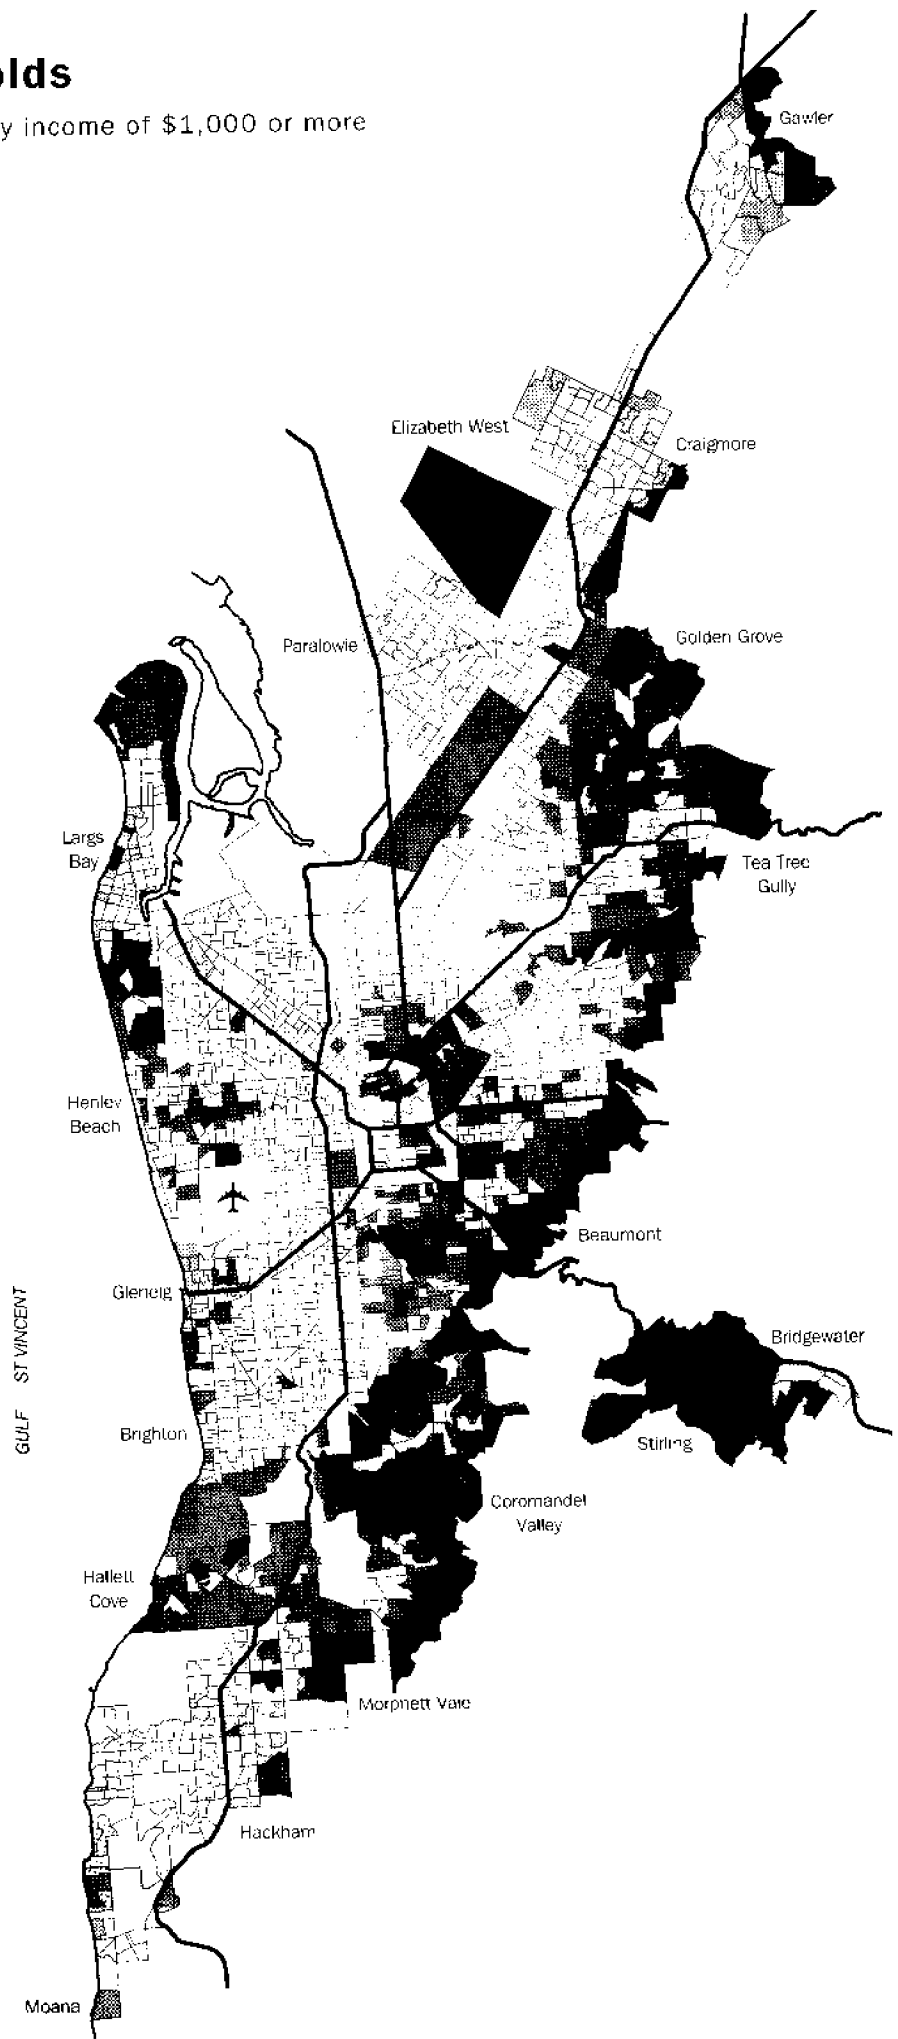 olds
y income of $1,000 or more
Gawler
Elizabeth West
Craigmore
Paralowie
Golden Grove
Largs
Bay
Tea Tree
Gully
Henley
Beach
Beaumont
Glenelg
GULF ST VINCENT
Bridgewater
Brighton
Stirling
Coromandel
Valley
Hallett
Cove
Morphett Vale
Hackham
Moana